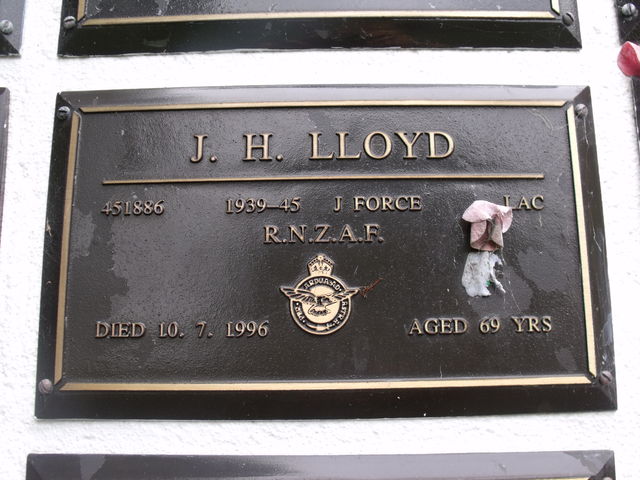 J. H. LLOYD
451886 1939–45 J FORCE LAC
R.N.Z.A.F.
DIED 10. 7. 1996 AGED 69 YRS